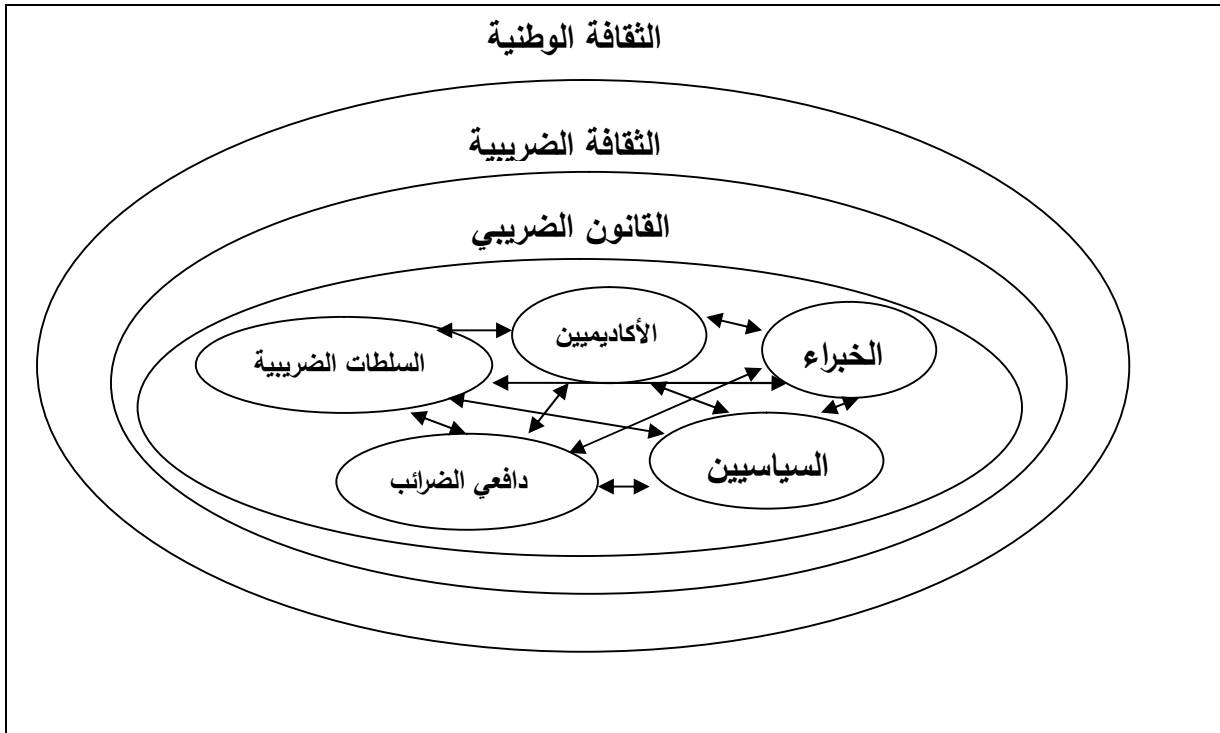 الثقافة الوطنية
الثقافة الضريبية
القانون الضريبي
الخبراء
الأكاديميين
السلطات الضريبية
السياسيين
دافعي الضرائب